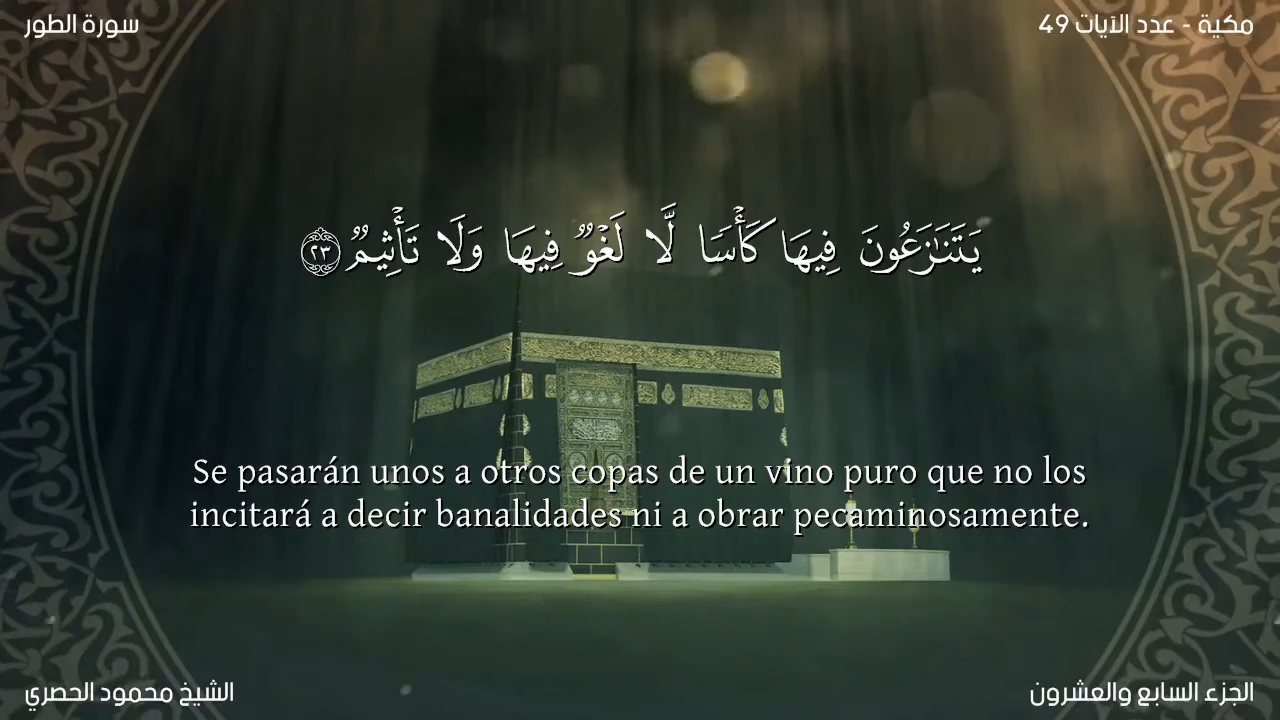 مكية - عدد الآيات 49
سورة الطور
يَتَنَٰزَعُونَ فِيهَا كَأْسًا لَّا لَغْوٌ فِيهَا وَلَا تَأْثِيمٌ ٢٣
Se pasarán unos a otros copas de un vino puro que no los
incitará a decir banalidades ni a obrar pecaminosamente.
الجزء السابع والعشرون
الشيخ محمود الحصري